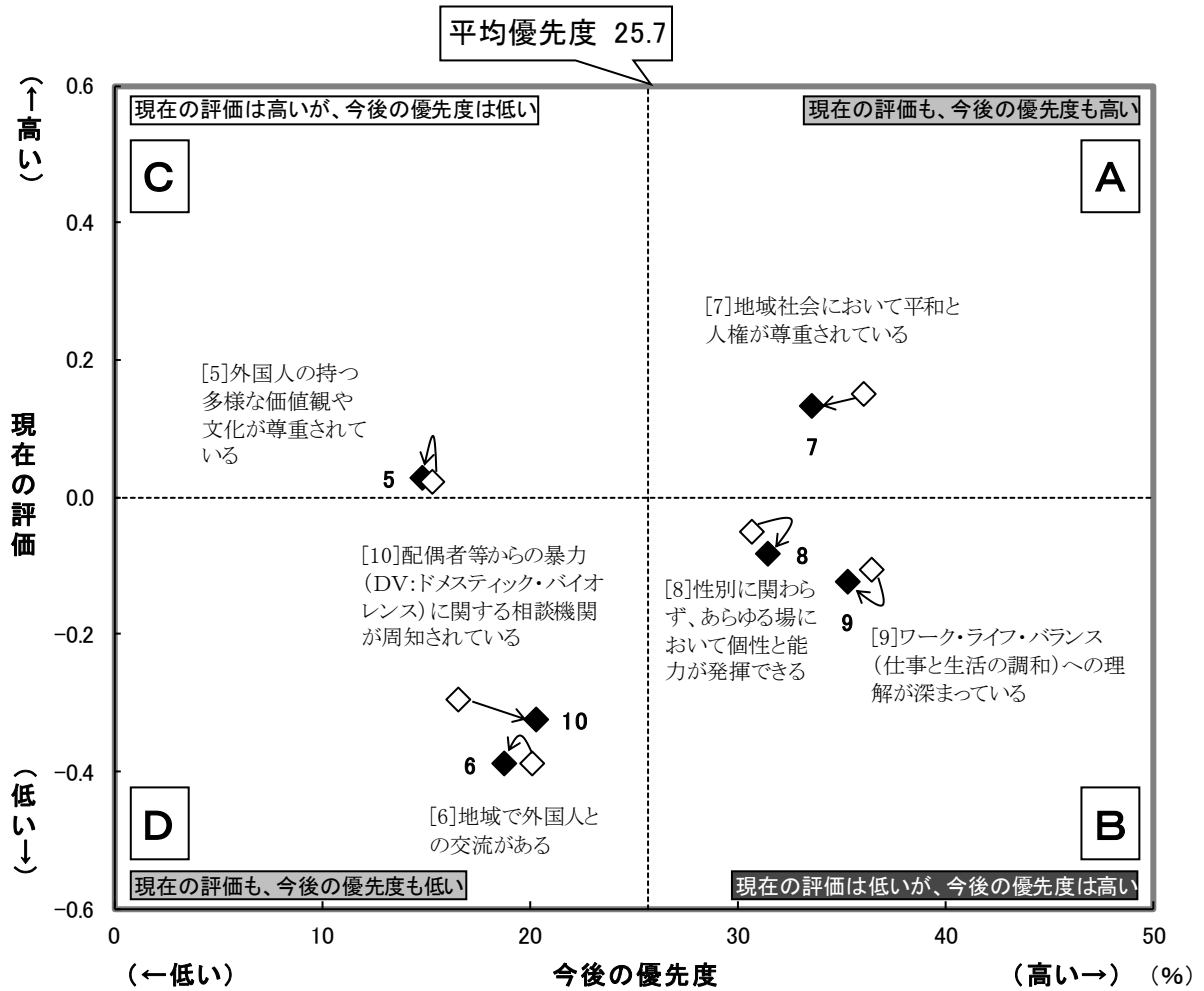 平均優先度 25.7
(←高い)
0.6
0.4
0.2
0.0
-0.2
-0.4
-0.6
現在の評価
(低い→)
現在の評価は高いが、今後の優先度は低い
C
現在の評価も、今後の優先度も高い
A
[7]地域社会において平和と
人権が尊重されている
7
[5]外国人の持つ
多様な価値観や
文化が尊重されて
いる
5
[10]配偶者等からの暴力
(DV:ドメスティック・バイオ
レンス)に関する相談機関
が周知されている
10
8
[8]性別に関わら
ず、あらゆる場に
おいて個性と能
力が発揮できる
9
[9]ワーク・ライフ・バランス
(仕事と生活の調和)への理
解が深まっている
6
[6]地域で外国人と
の交流がある
D
現在の評価も、今後の優先度も低い
B
現在の評価は低いが、今後の優先度は高い
0 10 20 30 40 50
(←低い) 今後の優先度 (高い→) (%)